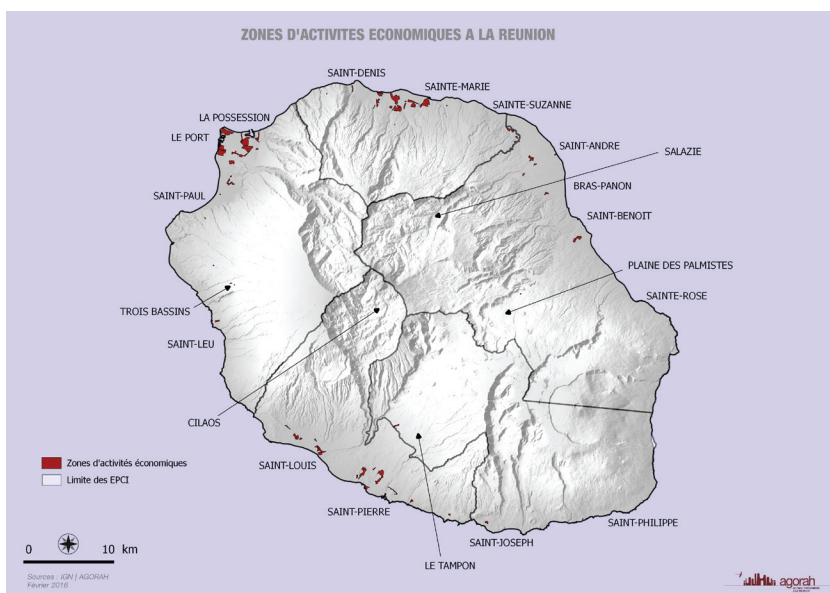 ZONES D'ACTIVITES ECONOMIQUES A LA REUNION
SAINT-DENIS
SAINTE-MARIE
SAINTE-SUZANNE
LA POSSESSION
LE PORT
SAINT-ANDRE
SALAZIE
BRAS-PANON
SAINT-PAUL
SAINT-BENOIT
PLAINE DES PALMISTES
SAINTE-ROSE
TROIS BASSINS
SAINT-LEU
CILAOS
Zones d'activités économiques
Limite des EPCI
SAINT-LOUIS
SAINT-PIERRE
SAINT-PHILIPPE
SAINT-JOSEPH
LE TAMPON
0 10 km
Sources : IGN | AGORAH
Février 2016
agorah